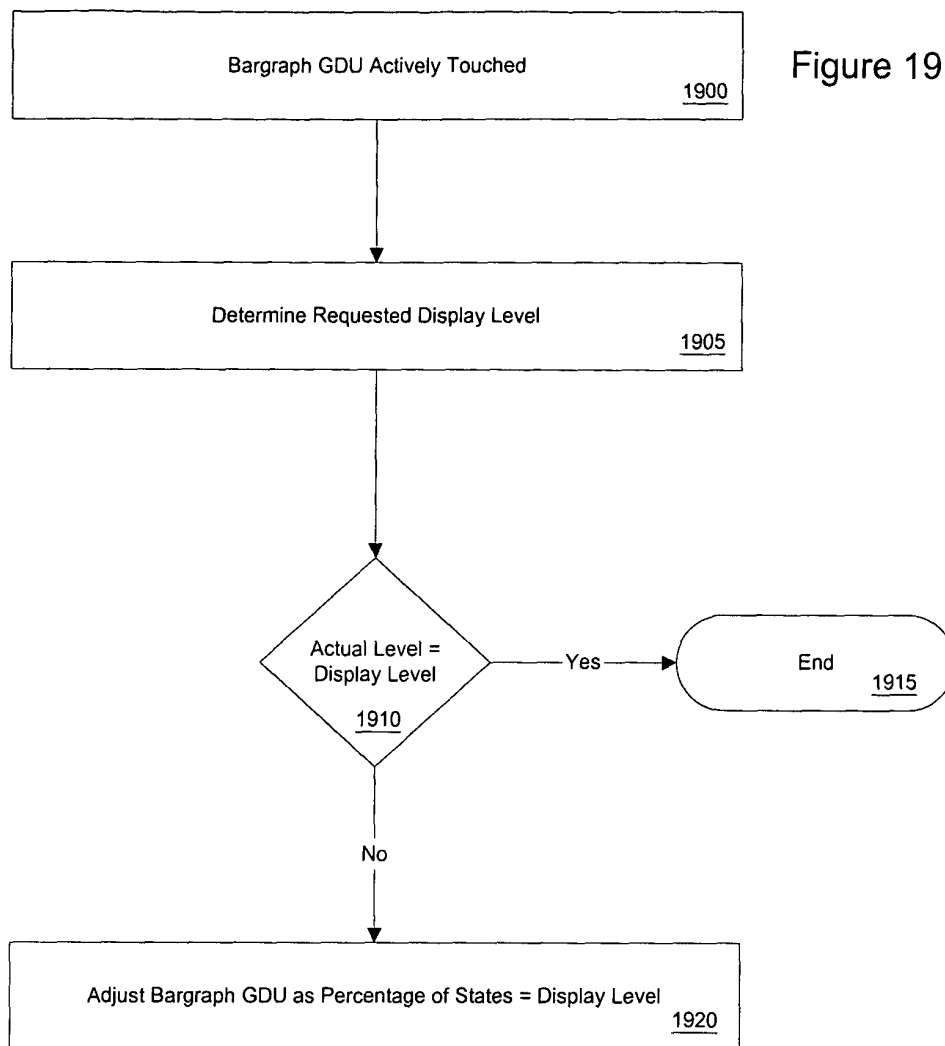 Figure 19
Bargraph GDU Actively Touched
1900
Determine Requested Display Level
1905
Actual Level =
Display Level
1910
Yes
End
1915
No
Adjust Bargraph GDU as Percentage of States = Display Level
1920